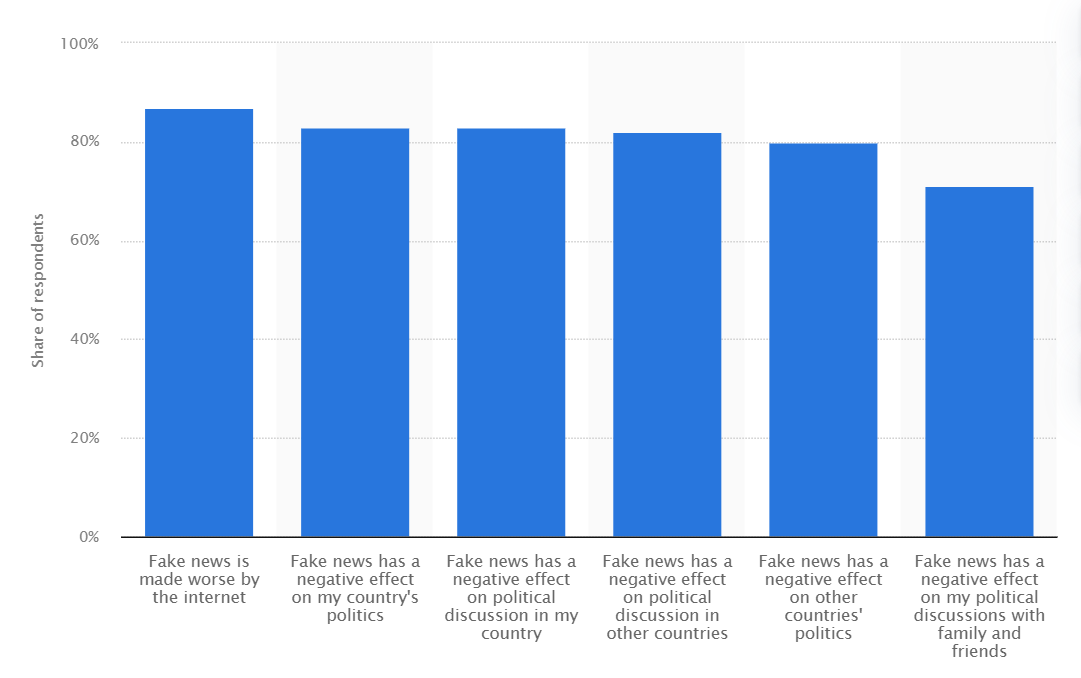 100%
80%
60%
40%
20%
0%
Share of respondents
Fake news is
made worse by
the internet
Fake news has a
negative effect
on my country's
politics
Fake news has a
negative effect
on political
discussion in my
country
Fake news has a
negative effect
on political
discussion in
other countries
Fake news has a
negative effect
on other
countries'
politics
Fake news has a
negative effect
on my political
discussions with
family and
friends